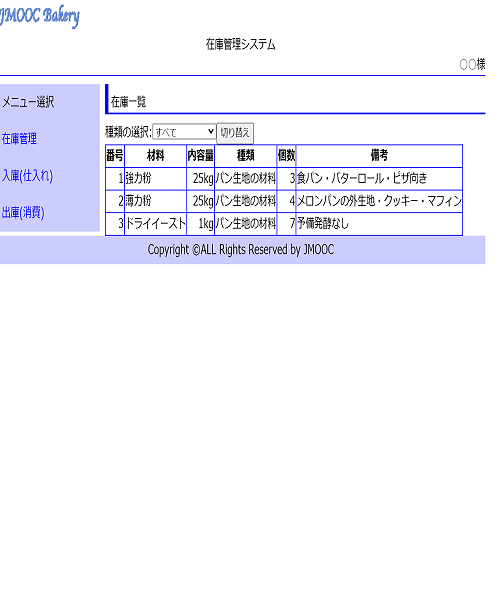 JMOOC Bakery
在庫管理システム
○○様
メニュー選択
在庫管理
入庫(仕入れ)
出庫(消費)
在庫一覧
種類の選択: すべて 切り替え
番号 材料 内容量 種類 個数 備考
1 強力粉 25kg パン生地の材料 3 食パン・バターロール・ピザ向き
2 薄力粉 25kg パン生地の材料 4 メロンパンの外生地・クッキー・マフィン
3 ドライイースト 1kg パン生地の材料 7 予備発酵なし
Copyright ©ALL Rights Reserved by JMOOC